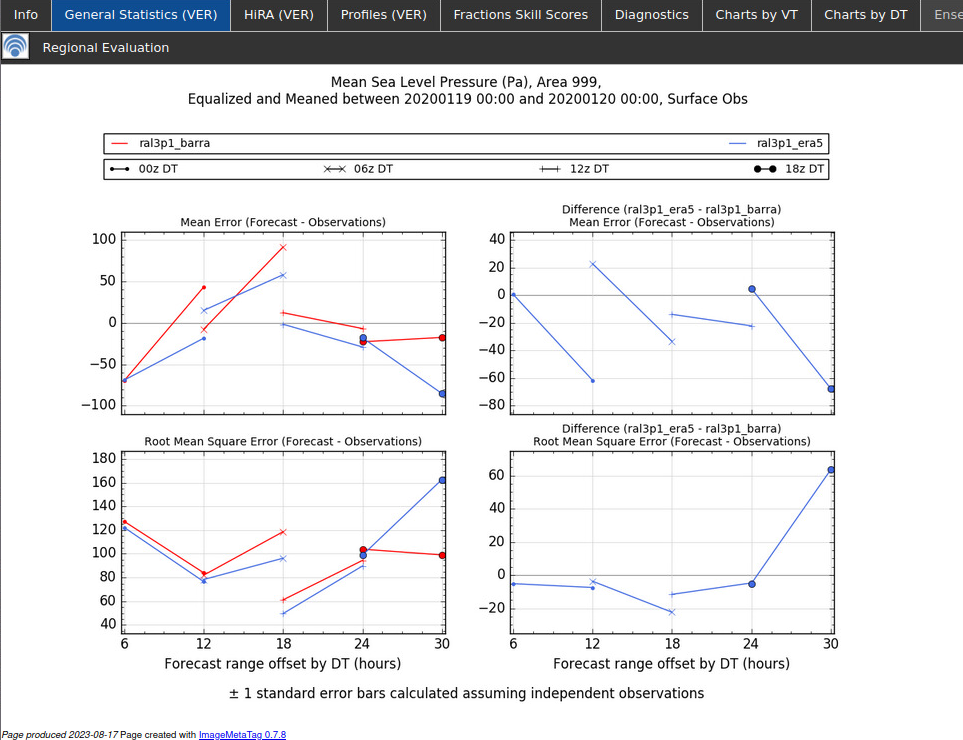 Info General Statistics (VER) HiRA (VER) Profiles (VER) Fractions Skill Scores Diagnostics Charts by VT Charts by DT Ense
Regional Evaluation
Mean Sea Level Pressure (Pa), Area 999,
Equalized and Meaned between 20200119 00:00 and 20200120 00:00, Surface Obs
ral3p1_barra ral3p1_era5
00z DT 06z DT 12z DT 18z DT
Mean Error (Forecast - Observations)
100
50
0
−50
−100
Difference (ral3p1_era5 - ral3p1_barra)
Mean Error (Forecast - Observations)
40
20
0
−20
−40
−60
−80
Root Mean Square Error (Forecast - Observations)
180
160
140
120
100
80
60
40
6 12 18 24 30
Forecast range offset by DT (hours)
Difference (ral3p1_era5 - ral3p1_barra)
Root Mean Square Error (Forecast - Observations)
60
40
20
0
−20
6 12 18 24 30
Forecast range offset by DT (hours)
± 1 standard error bars calculated assuming independent observations
Page produced 2023-08-17 Page created with ImageMetaTag 0.7.8